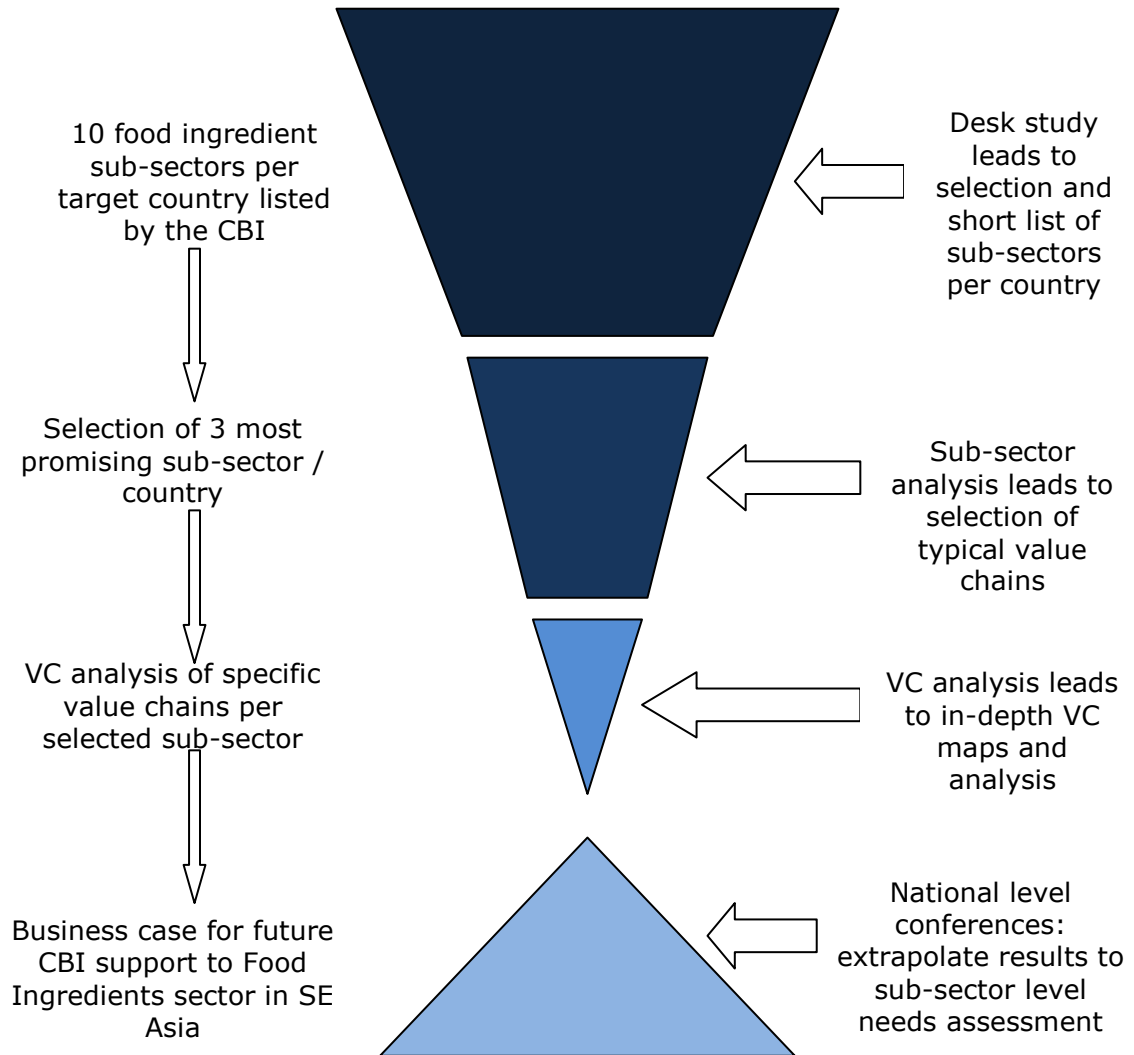 10 food ingredient
sub-sectors per
target country listed
by the CBI
Desk study
leads to
selection and
short list of
sub-sectors
per country
Selection of 3 most
promising sub-sector /
country
Sub-sector
analysis leads to
selection of
typical value
chains
VC analysis of specific
value chains per
selected sub-sector
VC analysis leads
to in-depth VC
maps and
analysis
Business case for future
CBI support to Food
Ingredients sector in SE
Asia
National level
conferences:
extrapolate results to
sub-sector level
needs assessment